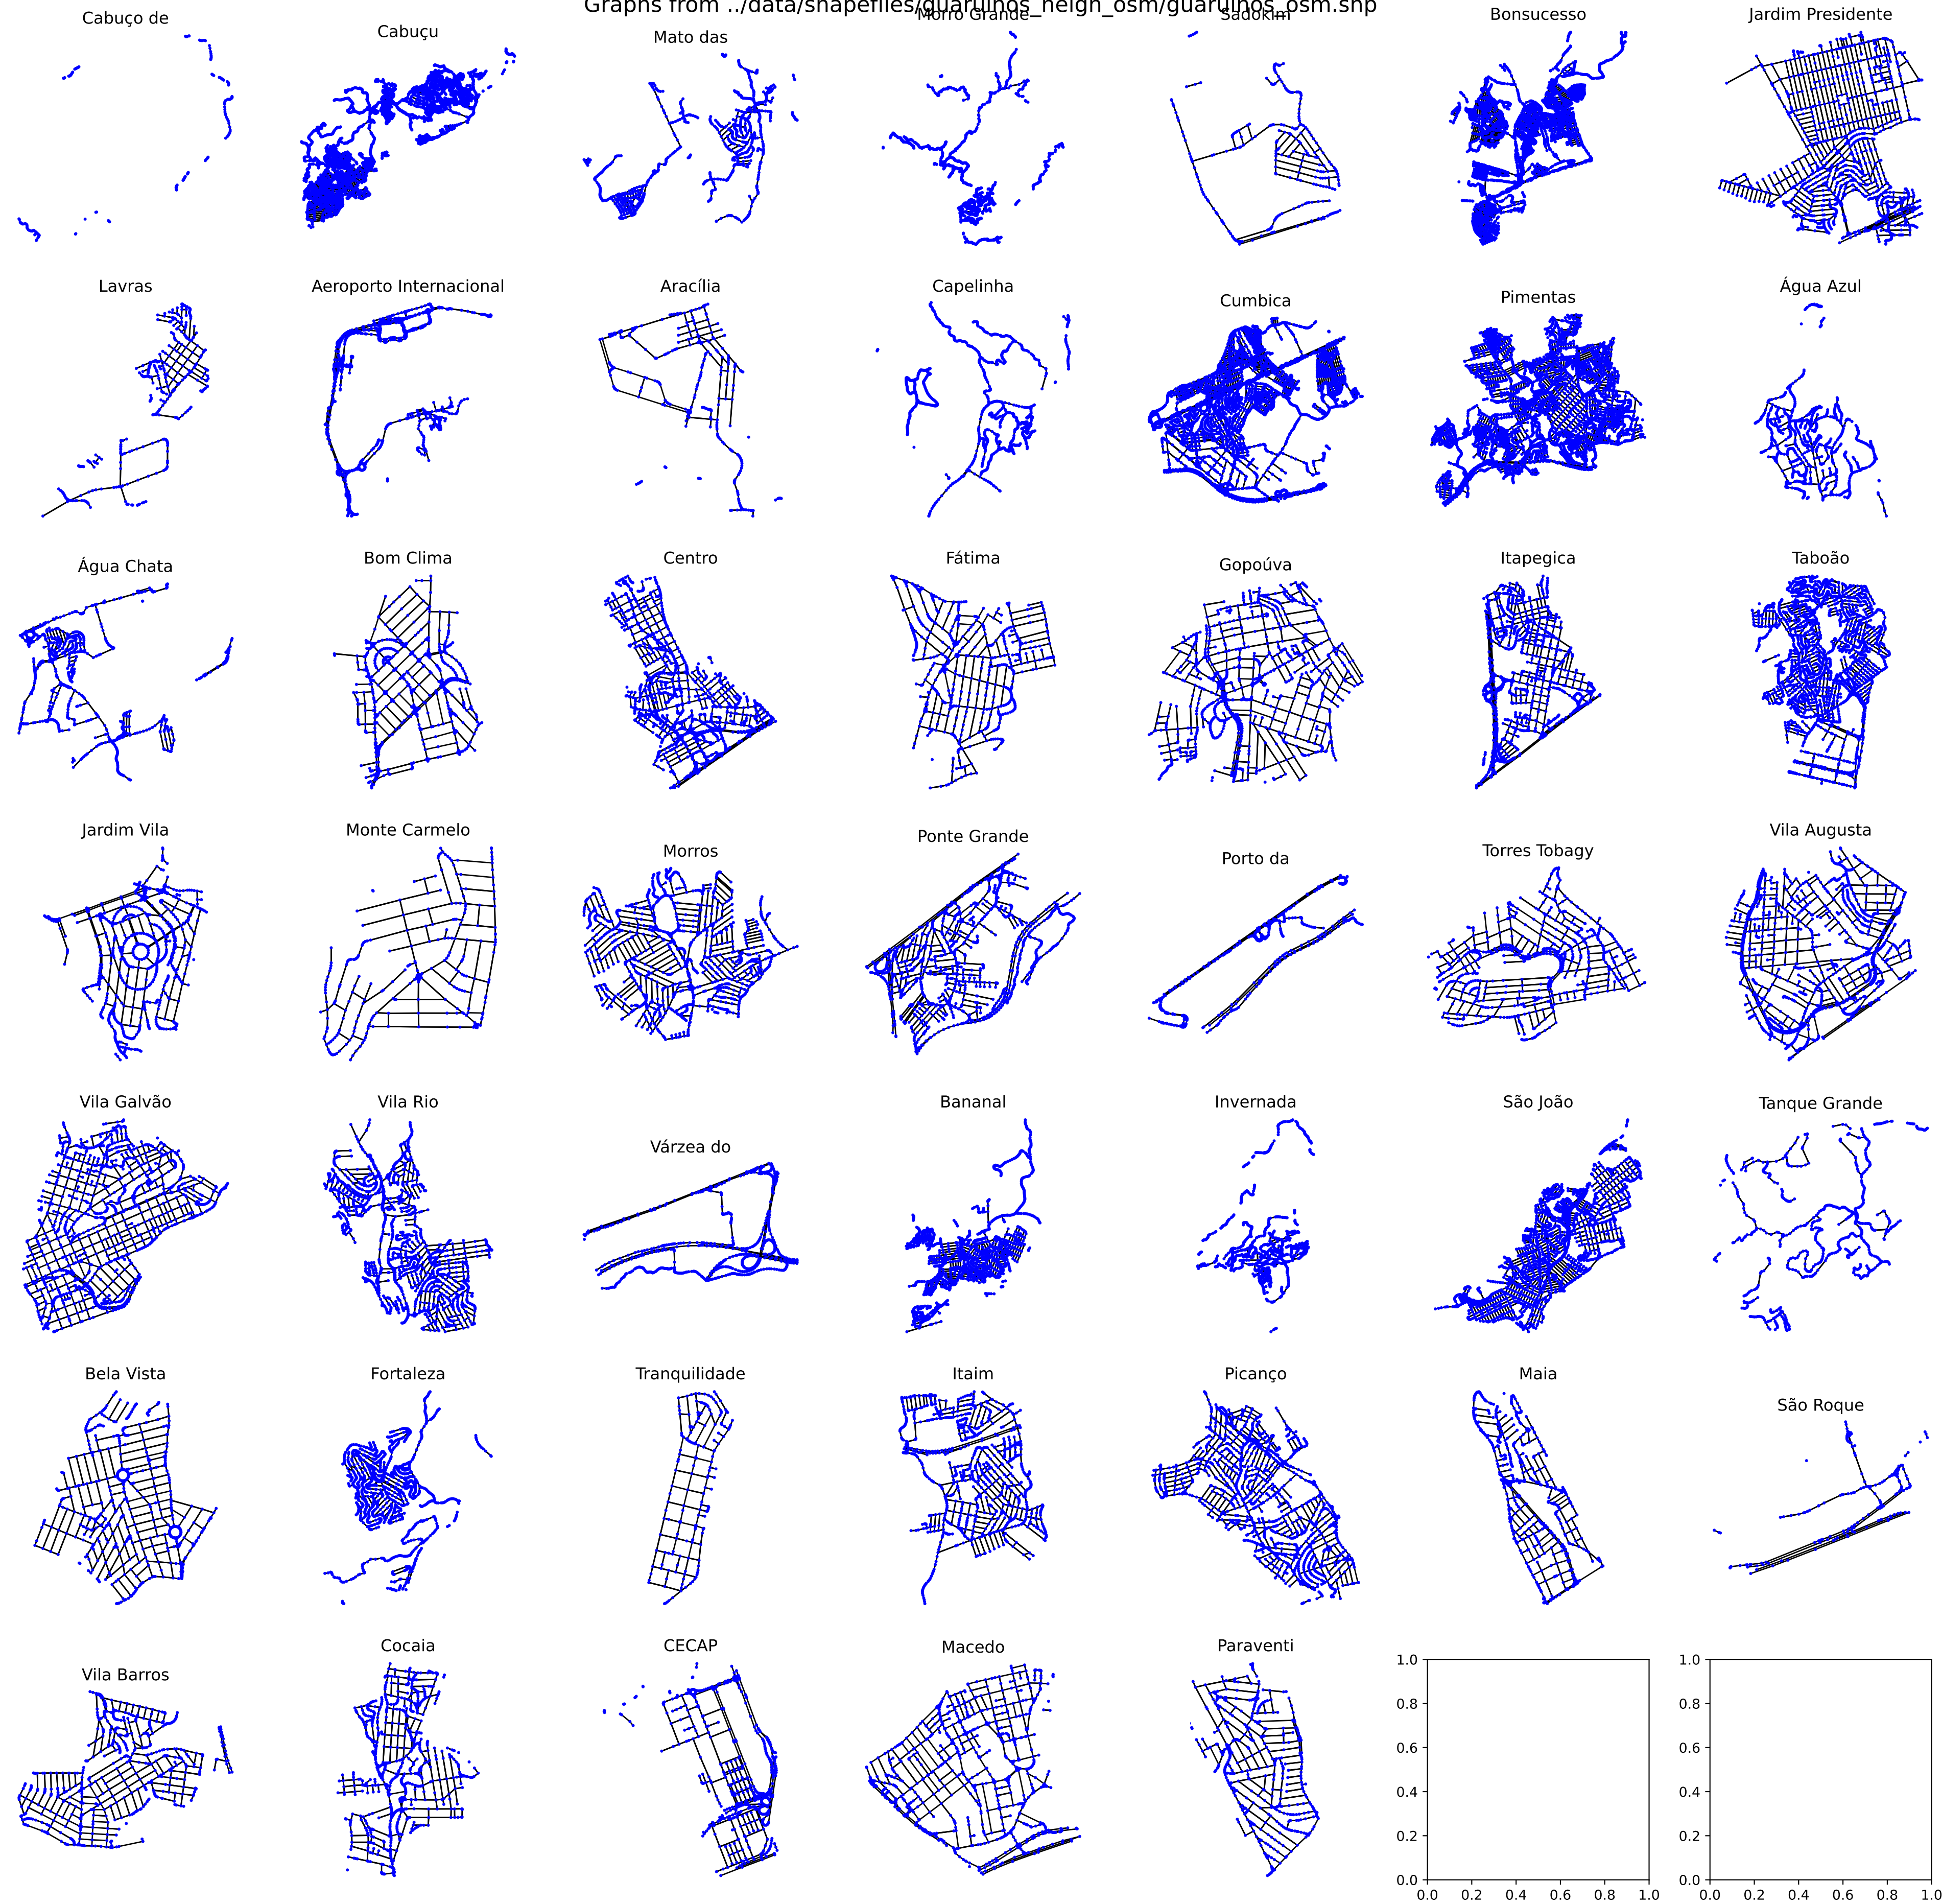 Graphs from ../data/shapefiles/guarulhos_neigh_osm/guarulhos_osm.shp
Cabuço de
Cabuçu
Mato das
Morro Grande
Sadokim
Bonsucesso
Jardim Presidente
Lavras
Aeroporto Internacional
Aracília
Capelinha
Cumbica
Pimentas
Água Azul
Água Chata
Bom Clima
Centro
Fátima
Gopoúva
Itapegica
Taboão
Jardim Vila
Monte Carmelo
Morros
Ponte Grande
Porto da
Torres Tobagy
Vila Augusta
Vila Galvão
Vila Rio
Várzea do
Bananal
Invernada
São João
Tanque Grande
Bela Vista
Fortaleza
Tranquilidade
Itaim
Picanço
Maia
São Roque
Vila Barros
Cocaia
CECAP
Macedo
Paraventi
1.0
0.8
0.6
0.4
0.2
0.0
0.0 0.2 0.4 0.6 0.8 1.0
1.0
0.8
0.6
0.4
0.2
0.0
0.0 0.2 0.4 0.6 0.8 1.0